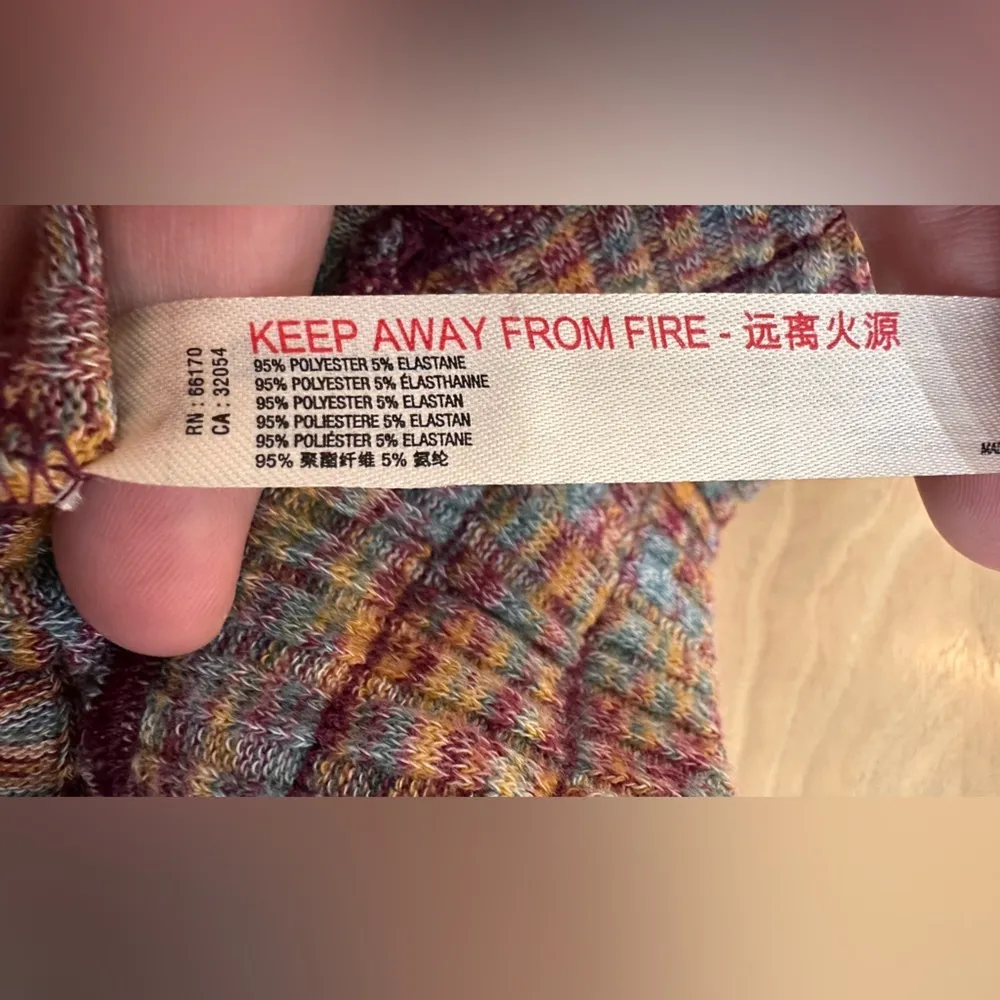 KEEP AWAY FROM FIRE - 远离火源
95% POLYESTER 5% ELASTANE
95% POLYESTER 5% ÉLASTHANNE
95% POLYESTER 5% ELASTAN
95% POLIESTERE 5% ELASTAN
95% POLIÉSTER 5% ELASTANE
95% 聚酯纤维 5% 氨纶
RN : 66170
CA : 32054